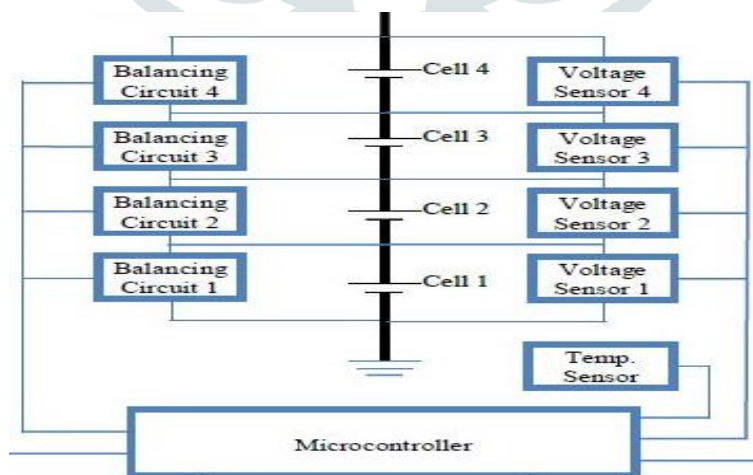 Balancing
Circuit 4
Cell 4
Voltage
Sensor 4
Balancing
Circuit 3
Cell 3
Voltage
Sensor 3
Balancing
Circuit 2
Cell 2
Voltage
Sensor 2
Balancing
Circuit 1
Cell 1
Voltage
Sensor 1
Temp.
Sensor
Microcontroller